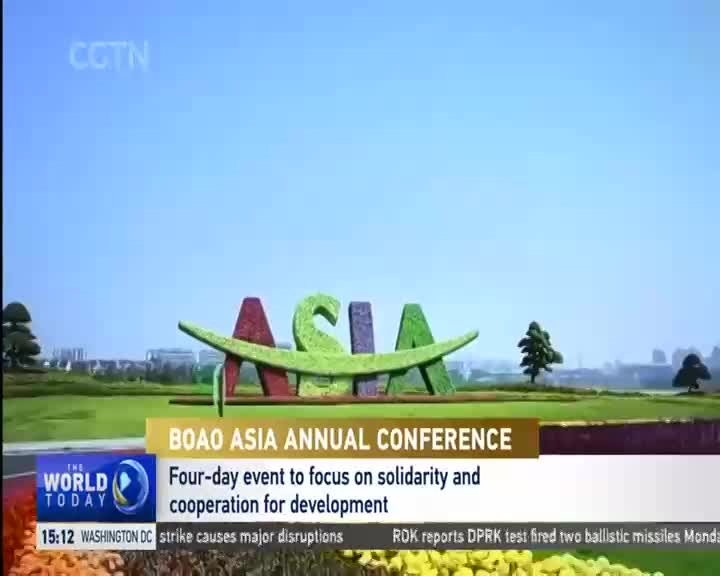 CGTN
ASIA
BOAO ASIA ANNUAL CONFERENCE
Four-day event to focus on solidarity and
cooperation for development
THE
WORLD
TODAY
15:12 WASHINGTON DC strike causes major disruptions ROK reports DPRK test fired two ballistic missiles Monda